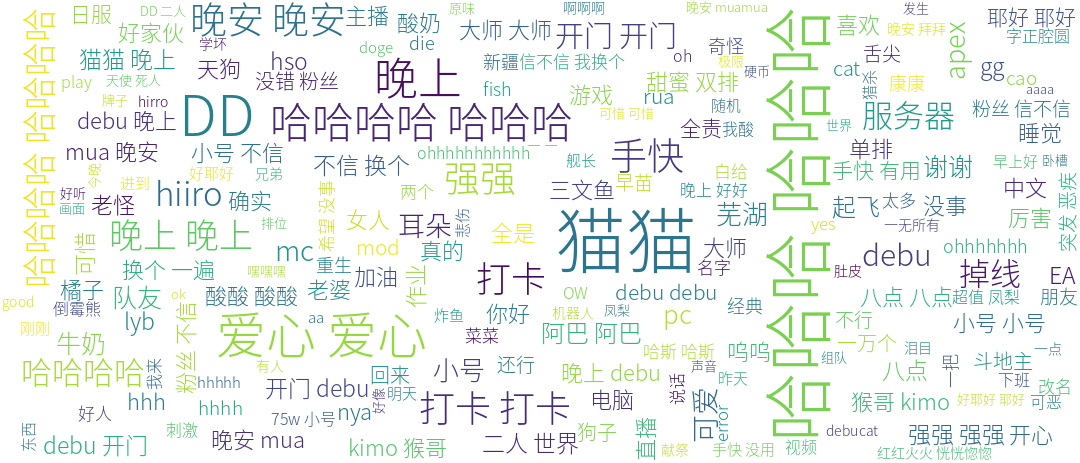 哈哈 哈哈 哈哈哈
日服
DD 二人
晚安 晚安
主播
酸奶
原味
啊啊啊
晚安 muamua
发生
好家伙
学坏
doge
die
大师 大师
开门 开门
奇怪
喜欢
晚安 拜拜
耶好 耶好
字正腔圆
猫猫 晚上
天狗
hso
没错 粉丝
晚上
新疆
信不信 我换个
oh
极限
舌尖
apex
gg
play
天使 死人
fish
甜蜜 双排
硬币
cat
猎杀
康康
cao
aaaa
牌子
hirro
debu 晚上
DD
哈哈哈哈 哈哈哈
游戏
可惜 可惜
rua
随机
全责
我酸
世界
服务器
粉丝 信不信
睡觉
mua 晚安
小号 不信
不信 换个
ohhhhhhhhhhh
一 一
手快
单排
今晚
好耶好
兄弟
强强
舰长
白给
手快 有用
谢谢
早上好
卧槽
好听
进到
hiiro
确实
希望 没事
两个
三文鱼
早苗
晚上 好好
中文
突发 恶疾
画面
老怪
女人
耳朵
悲伤
猫猫
芜湖
起飞
太多
没事
厉害
可惜
晚上 晚上
排位
mc
mod
真的
全是
大师
yes
一无所有
换个 一遍
嘿嘿嘿
重生
加油
作业
打卡
名字
肚皮
debu
ohhhhhhhh
掉线
EA
橘子
倒霉熊
队友
ok
酸酸 酸酸
老婆
OW
debu debu
经典
八点 八点
超值 凤梨
朋友
good
刚刚
lyb
不信
aa
爱心 爱心
炸鱼
你好
机器人
凤梨
pc
不行
小号 小号
牛奶
菜菜
阿巴 阿巴
一万个
泪目
一点
哈哈哈哈
我来
粉丝
有人
回来
小号
还行
哈斯 哈斯
呜呜
组队
八点
一把
斗地主
hhhhh
开门 debu
好像
明天
晚上 debu
声音
昨天
下班
改名
好人
hhh
hhhh
75w 小号
nya
打卡 打卡
电脑
说话
可爱
猴哥 kimo
好耶好 耶好
可恶
东西
刺激
狗子
直播
error
debucat
强强 强强
开心
debu 开门
晚安 mua
kimo 猴哥
二人 世界
献祭
手快 没用
视频
红红火火 恍恍惚惚
哈哈哈 哈哈哈